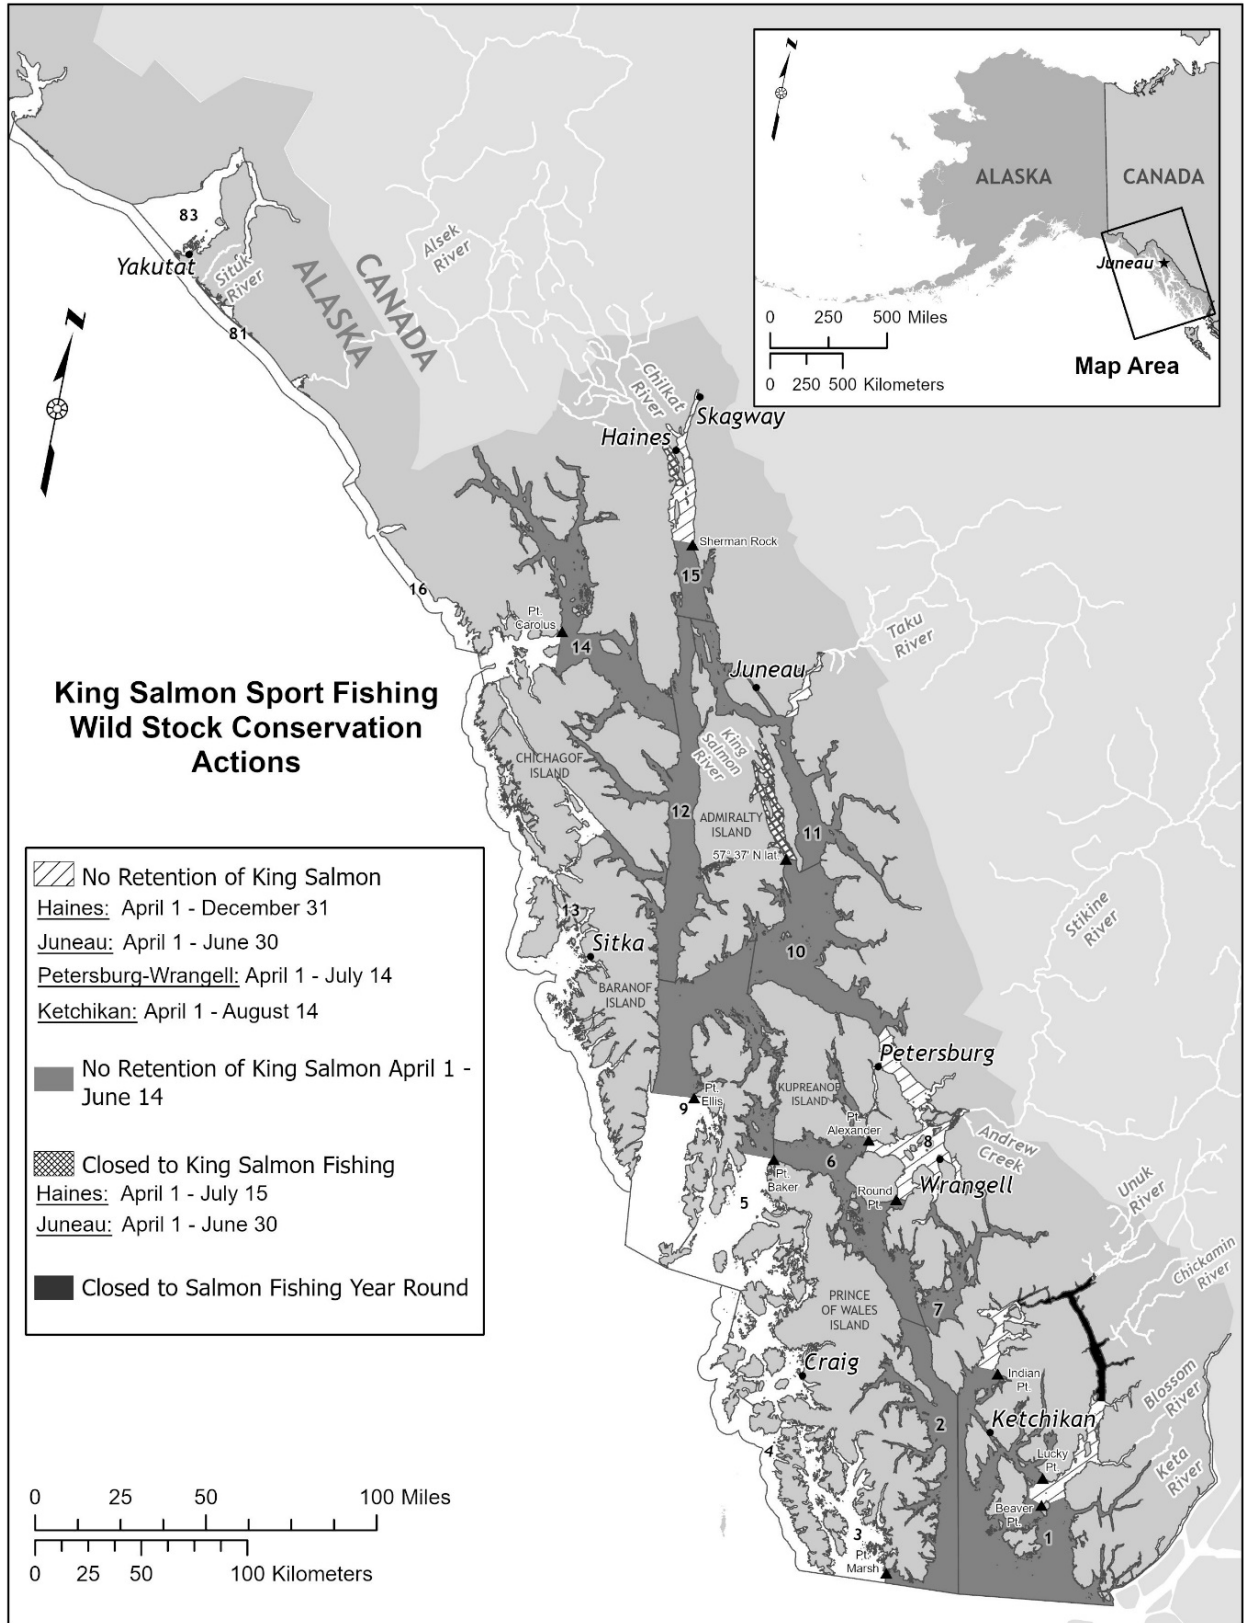 N
ALASKA
CANADA
Juneau
0 250 500 Miles
0 250 500 Kilometers
Map Area
83
Yakutat
Situk
River
81
ALASKA
CANADA
Alsek
River
N
Chilkat
River
Skagway
Haines
Sherman Rock
15
16
Pt.
Carolus
14
Juneau
Taku
River
King Salmon Sport Fishing
Wild Stock Conservation
Actions
King
Salmon
River
CHICHAGOF
ISLAND
12
ADMIRALTY
ISLAND
11
57° 37' N lat.
No Retention of King Salmon
Haines: April 1 - December 31
Juneau: April 1 - June 30
Petersburg-Wrangell: April 1 - July 14
Ketchikan: April 1 - August 14
No Retention of King Salmon April 1 -
June 14
Closed to King Salmon Fishing
Haines: April 1 - July 15
Juneau: April 1 - June 30
Closed to Salmon Fishing Year Round
13
Sitka
BARANOF
ISLAND
10
Stikine
River
Petersburg
KUPREANOF
ISLAND
Pt.
Ellis
9
Pt.
Alexander
8
Andrew
Creek
6
Pt.
Baker
Wrangell
Round
Pt.
5
Unuk
River
Chickamin
River
PRINCE
OF WALES
ISLAND
7
Craig
Indian
Pt.
Blossom
River
2
Ketchikan
Lucky
Pt.
Keta
River
4
Beaver
Pt.
1
3
Pt.
Marsh
0 25 50 100 Miles
0 25 50 100 Kilometers